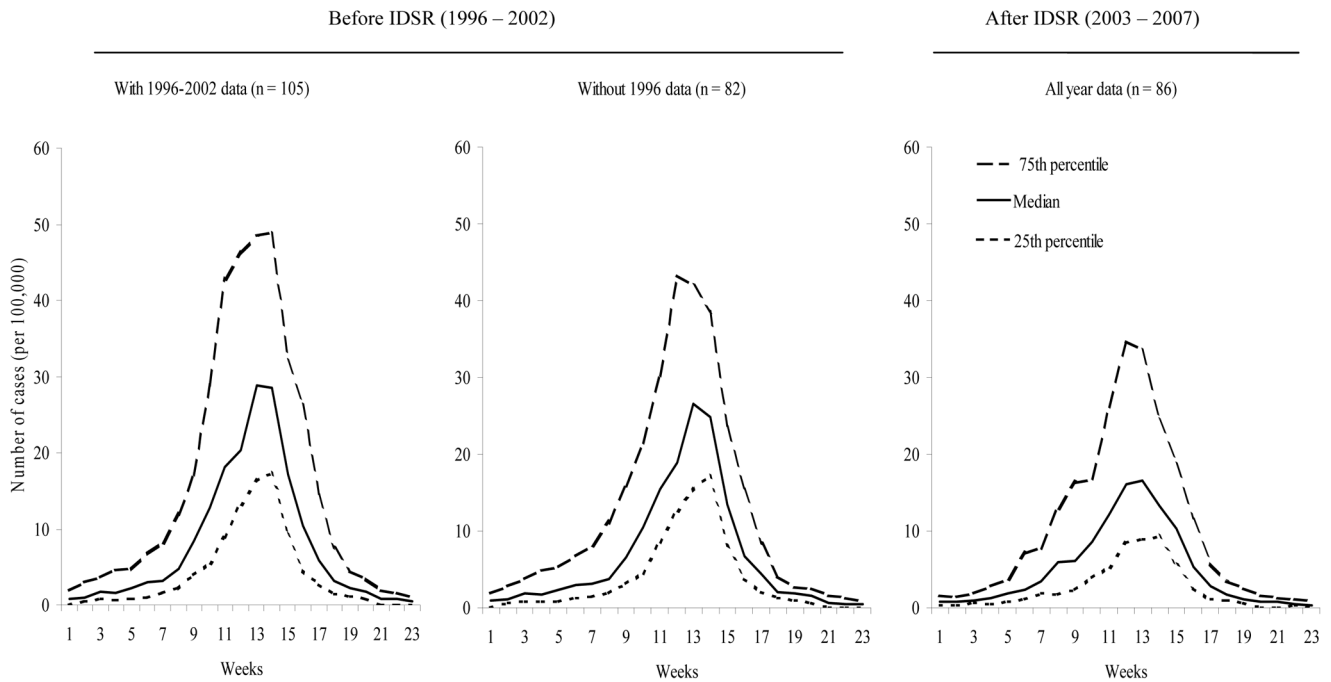 Before IDSR (1996 – 2002)
After IDSR (2003 – 2007)
With 1996-2002 data (n = 105)
Without 1996 data (n = 82)
All year data (n = 86)
Number of cases (per 100,000)
60
50
40
30
20
10
0
1 3 5 7 9 11 13 15 17 19 21 23
Weeks
60
50
40
30
20
10
0
1 3 5 7 9 11 13 15 17 19 21 23
Weeks
60
50
40
30
20
10
0
1 3 5 7 9 11 13 15 17 19 21 23
Weeks
75th percentile
Median
25th percentile